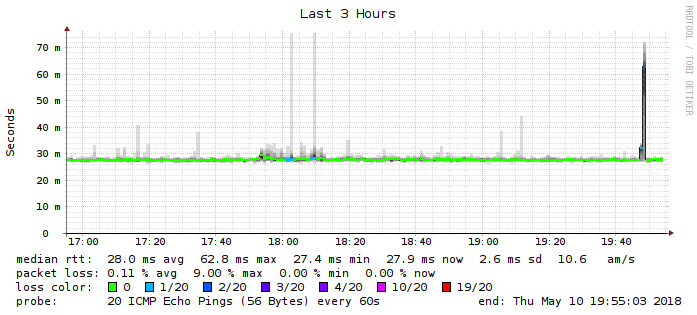 Last 3 Hours
RRDTOOL / TOBI OETIKER
Seconds
70 m
60 m
50 m
40 m
30 m
20 m
10 m
0
17:00 17:20 17:40 18:00 18:20 18:40 19:00 19:20 19:40
median rtt: 28.0 ms avg 62.8 ms max 27.4 ms min 27.9 ms now 2.6 ms sd 10.6 am/s
packet loss: 0.11 % avg 9.00 % max 0.00 % min 0.00 % now
loss color: 0 1/20 2/20 3/20 4/20 10/20 19/20
probe: 20 ICMP Echo Pings (56 Bytes) every 60s end: Thu May 10 19:55:03 2018